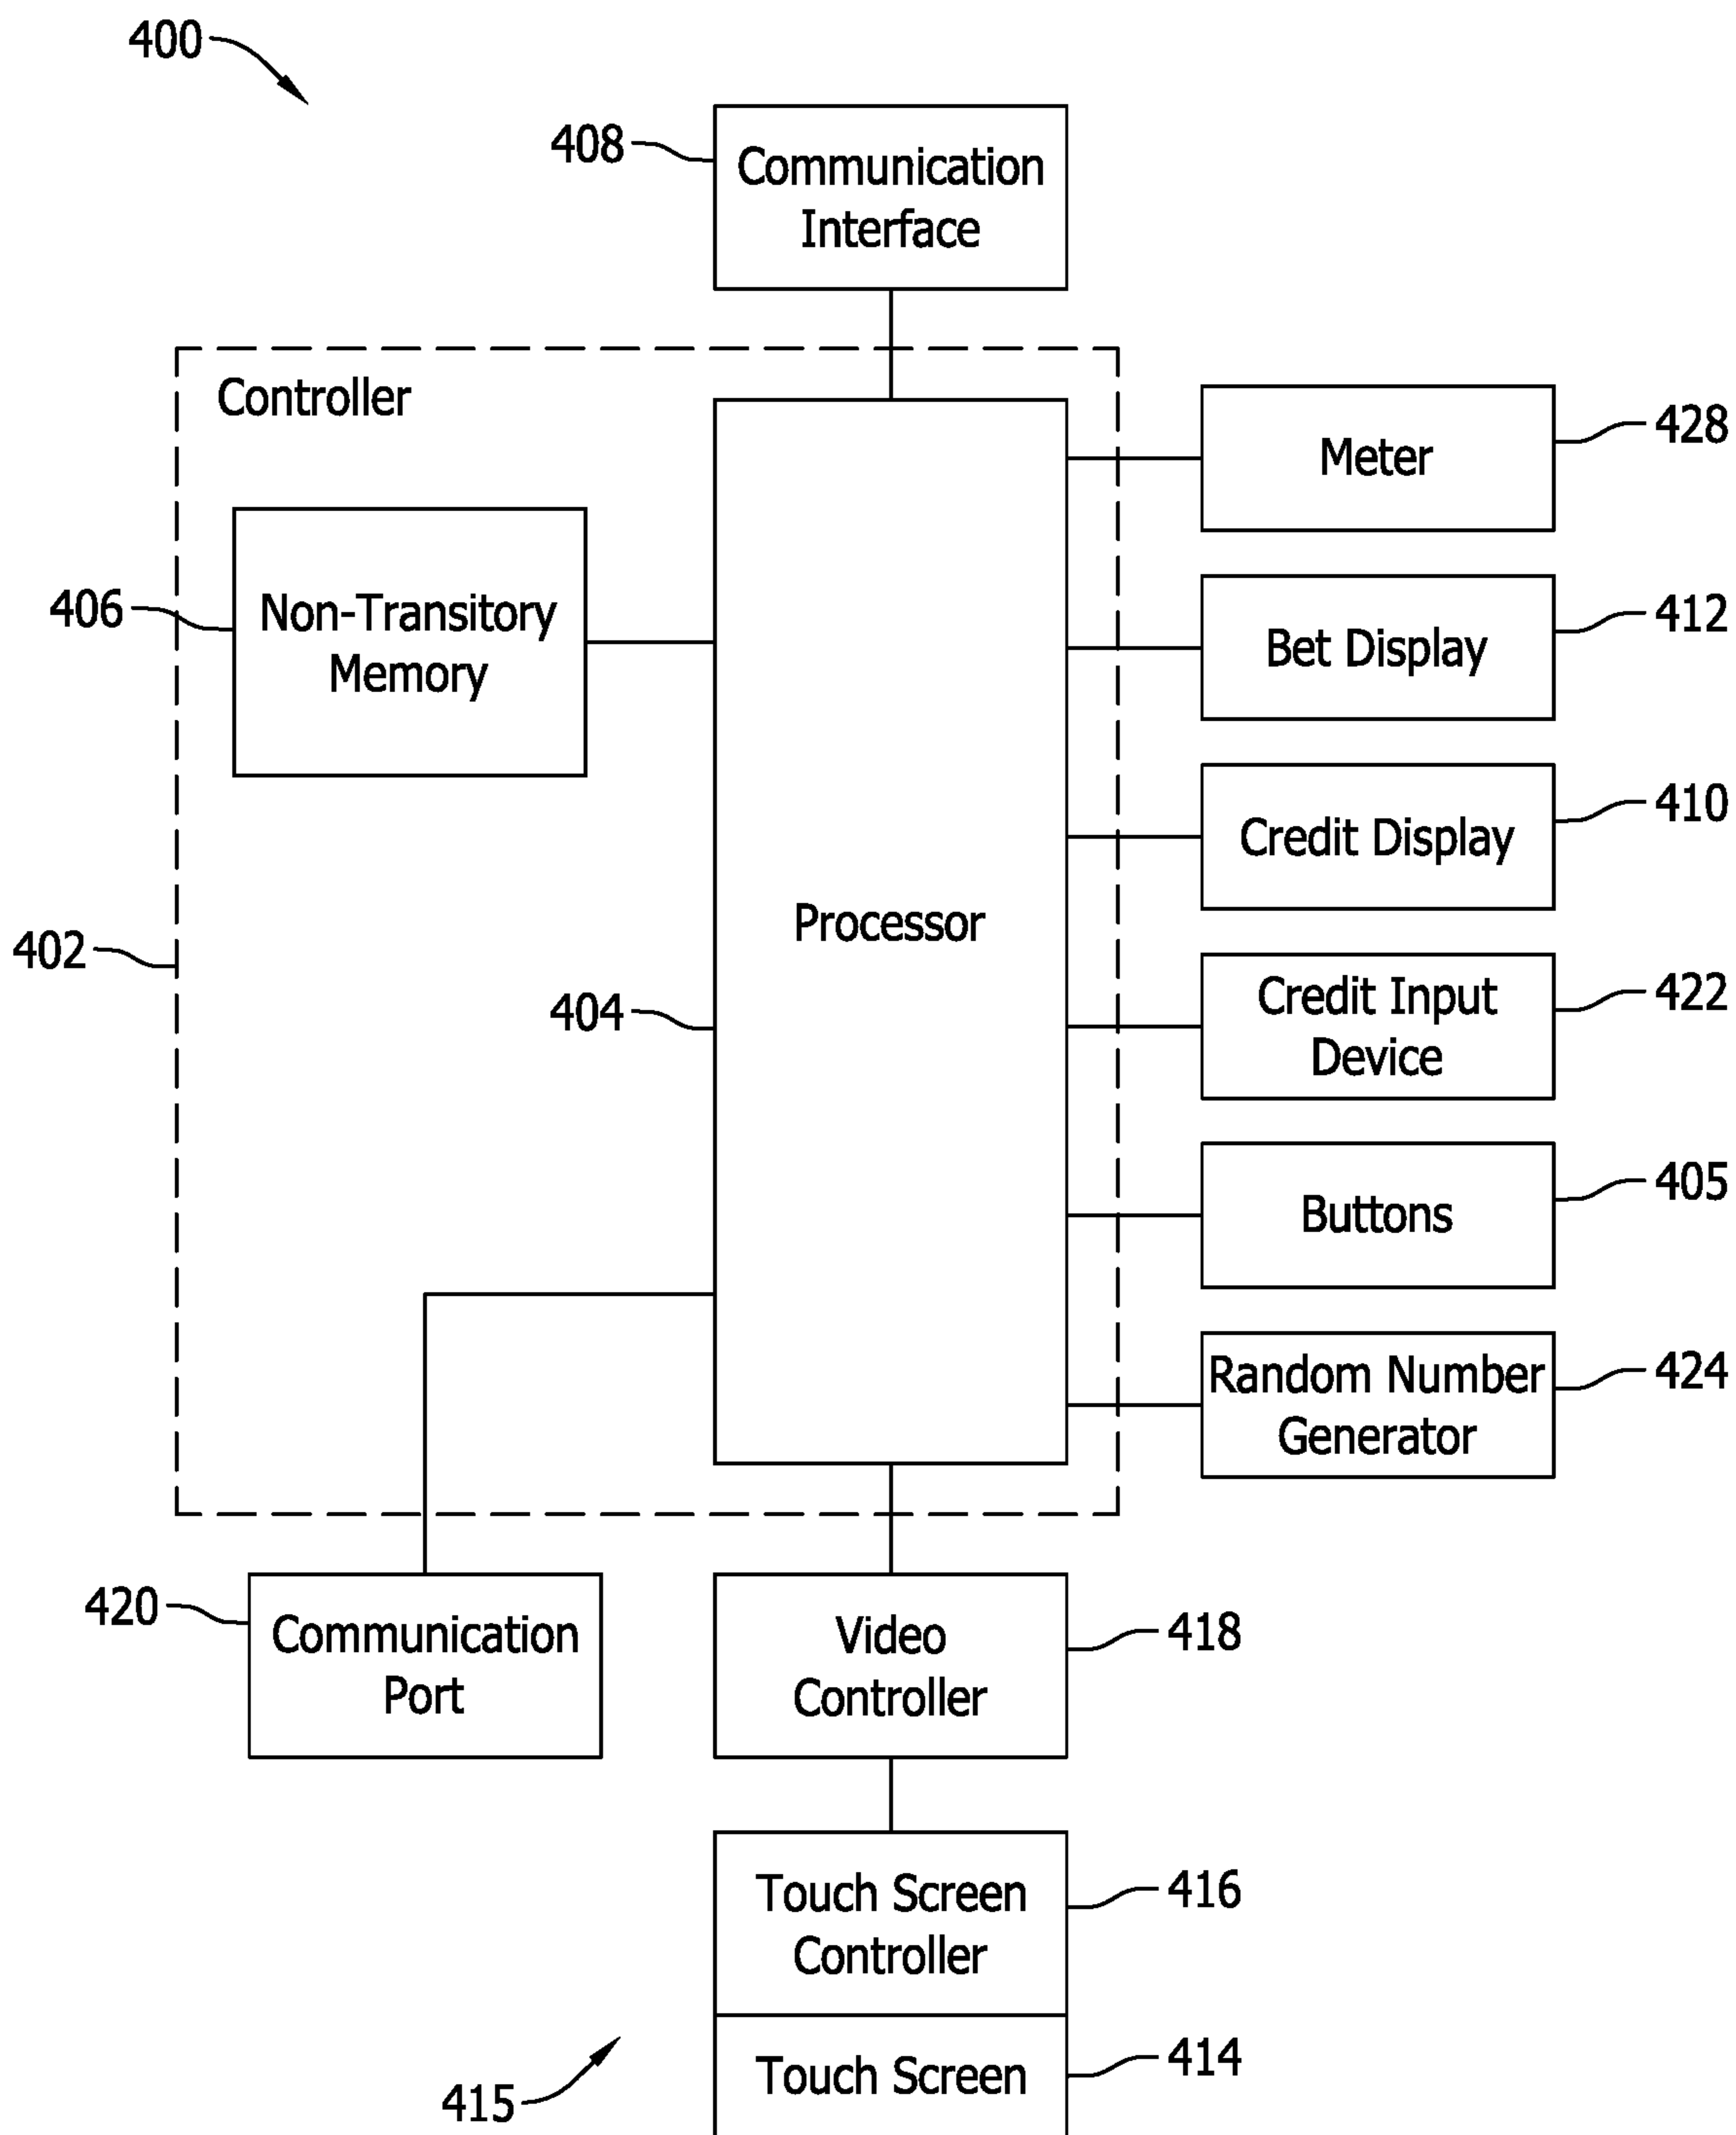 400
408
Communication
Interface
Controller
Meter
428
406
Non-Transitory
Memory
Bet Display
412
Credit Display
410
402
Processor
404
Credit Input
Device
422
Buttons
405
Random Number
Generator
424
420
Communication
Port
Video
Controller
418
Touch Screen
Controller
416
415
Touch Screen
414